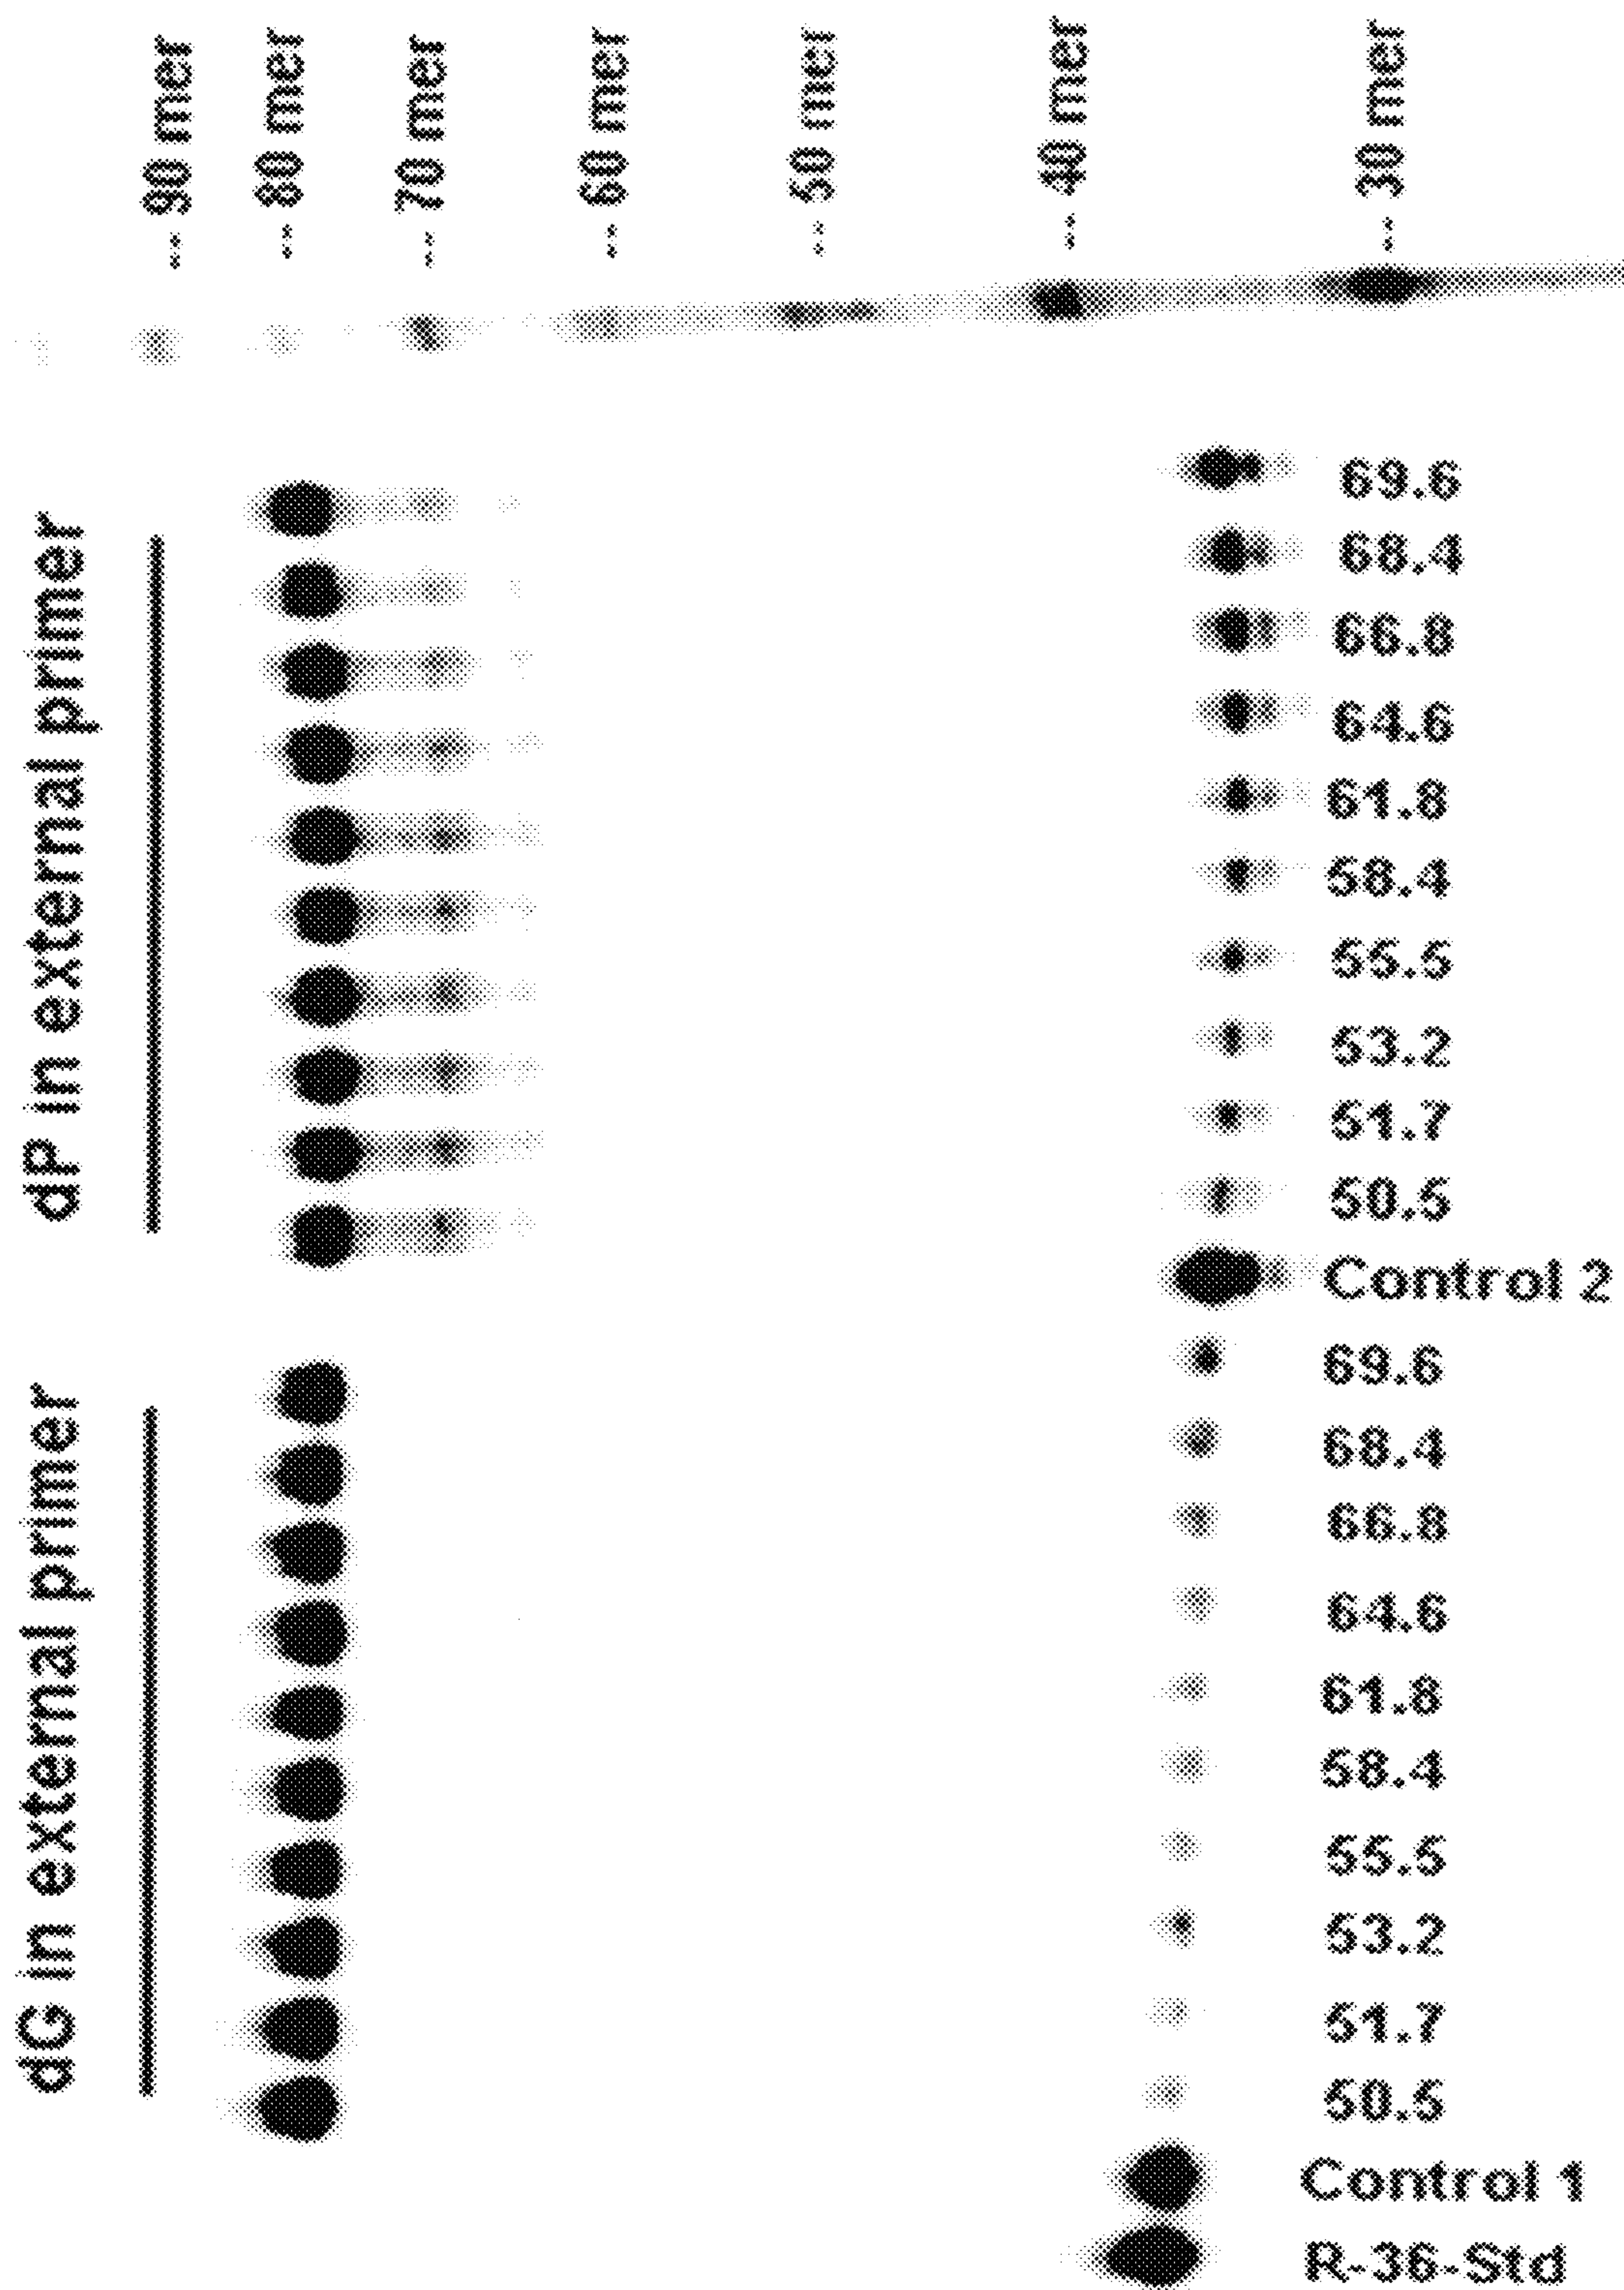 --- 90 mer
--- 80 mer
--- 70 mer
--- 60 mer
--- 50 mer
--- 40 mer
--- 30 mer
dP in external primer
69.6
68.4
66.8
64.6
61.8
58.4
55.5
53.2
51.7
50.5
Control 2
dG in external primer
69.6
68.4
66.8
64.6
61.8
58.4
55.5
53.2
51.7
50.5
Control 1
R-36-Std